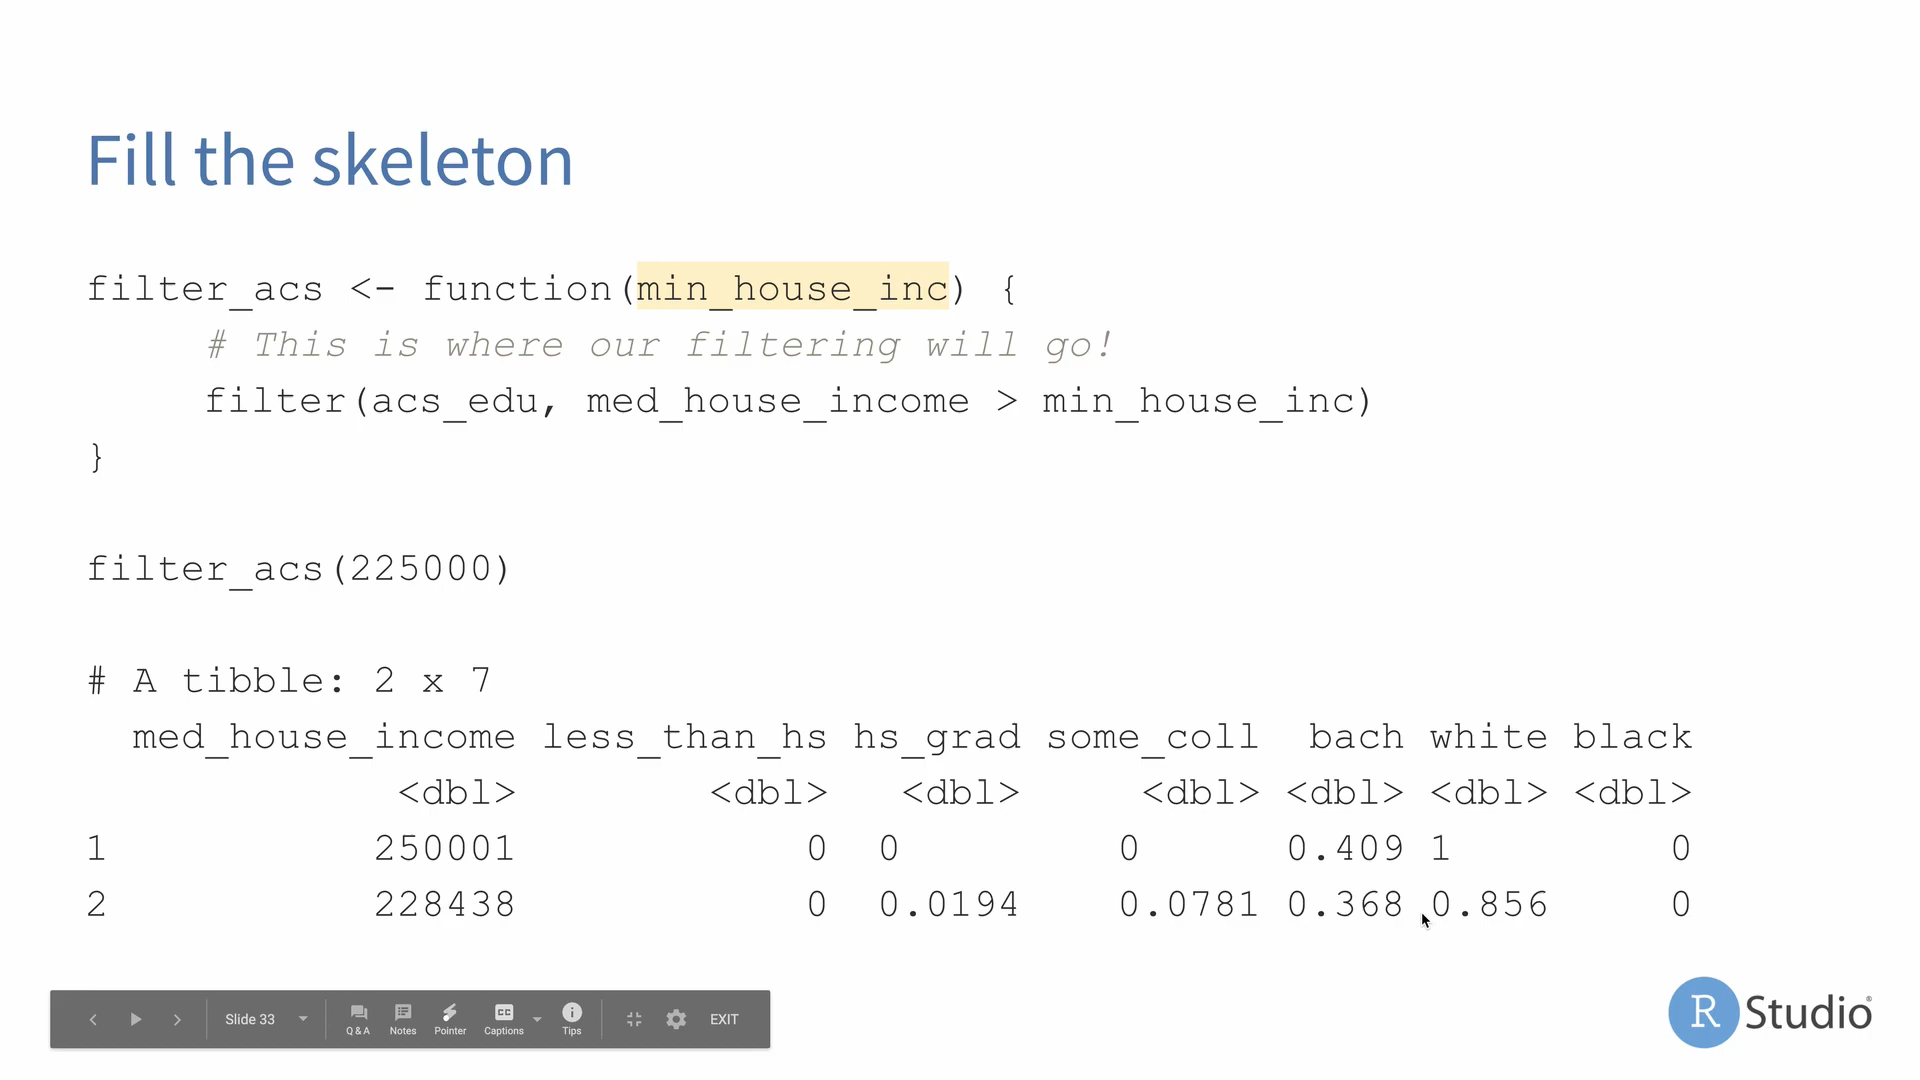 Fill the skeleton
filter_acs <- function(min_house_inc) {
# This is where our filtering will go!
filter(acs_edu, med_house_income > min_house_inc)
}
filter_acs(225000)
# A tibble: 2 x 7
med_house_income less_than_hs hs_grad some_coll bach white black
<dbl> <dbl> <dbl> <dbl> <dbl> <dbl> <dbl>
1 250001 0 0 0 0.409 1 0
2 228438 0 0.0194 0.0781 0.368 0.856 0
Slide 33 Q & A Notes Pointer CC Captions Tips EXIT
R Studio®